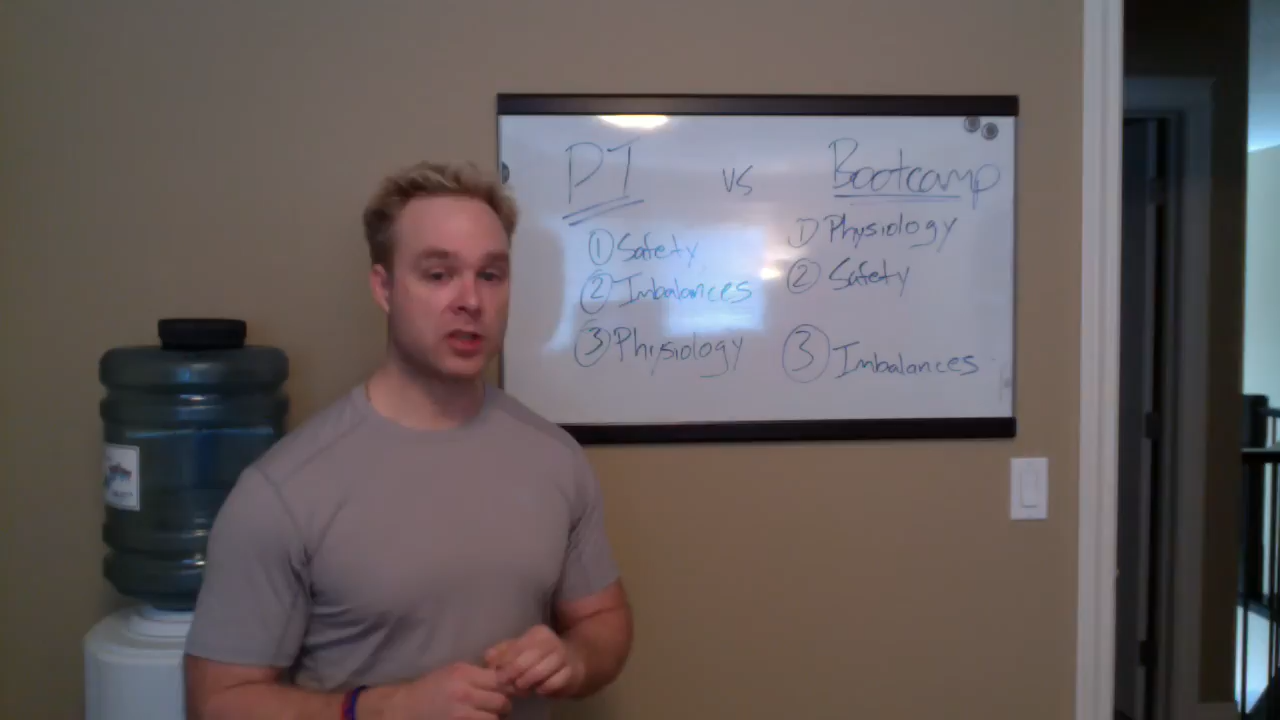 PT vs Bootcamp
① Safety
② Imbalances
③ Physiology
① Physiology
② Safety
③ Imbalances